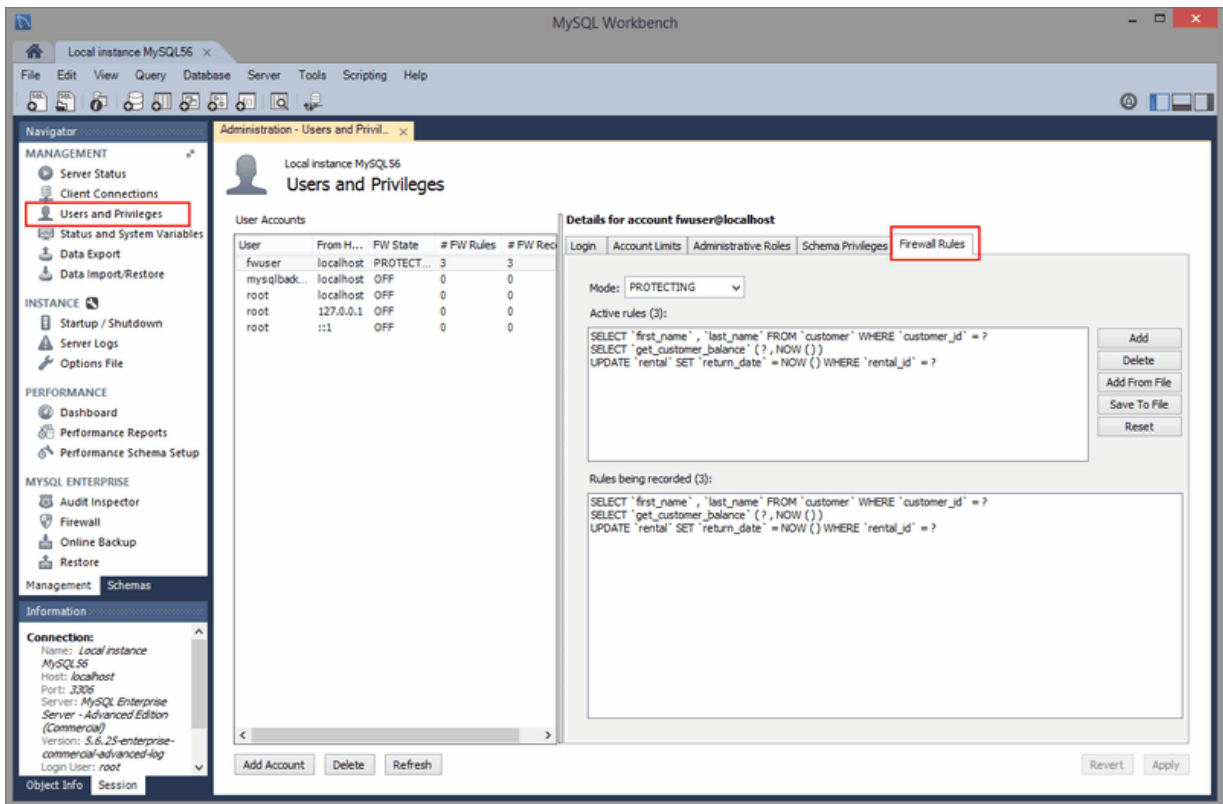 MySQL Workbench
Local instance MySQL56
File Edit View Query Database Server Tools Scripting Help
Navigator
MANAGEMENT
Server Status
Client Connections
Users and Privileges
Status and System Variables
Data Export
Data Import/Restore
INSTANCE
Startup / Shutdown
Server Logs
Options File
PERFORMANCE
Dashboard
Performance Reports
Performance Schema Setup
MYSQL ENTERPRISE
Audit Inspector
Firewall
Online Backup
Restore
Management Schemas
Information
Connection:
Name: Local instance
MySQL56
Host: localhost
Port: 3306
Server: MySQL Enterprise
Server - Advanced Edition
(Commercial)
Version: 5.6.25-enterprise-
commercial-advanced-log
Login User: root
Object Info Session
Administration - Users and Privil...
Local instance MySQL56
Users and Privileges
User Accounts
User From H... FW State # FW Rules # FW Reco
fwuser localhost PROTECT... 3 3
mysqlback... localhost OFF 0 0
root localhost OFF 0 0
root 127.0.0.1 OFF 0 0
root ::1 OFF 0 0
Add Account Delete Refresh
Details for account fwuser@localhost
Login Account Limits Administrative Roles Schema Privileges Firewall Rules
Mode: PROTECTING
Active rules (3):
SELECT `first_name` , `last_name` FROM `customer` WHERE `customer_id` = ?
SELECT `get_customer_balance` ( ? , NOW ( ) )
UPDATE `rental` SET `return_date` = NOW ( ) WHERE `rental_id` = ?
Add
Delete
Add From File
Save To File
Reset
Rules being recorded (3):
SELECT `first_name` , `last_name` FROM `customer` WHERE `customer_id` = ?
SELECT `get_customer_balance` ( ? , NOW ( ) )
UPDATE `rental` SET `return_date` = NOW ( ) WHERE `rental_id` = ?
Revert Apply